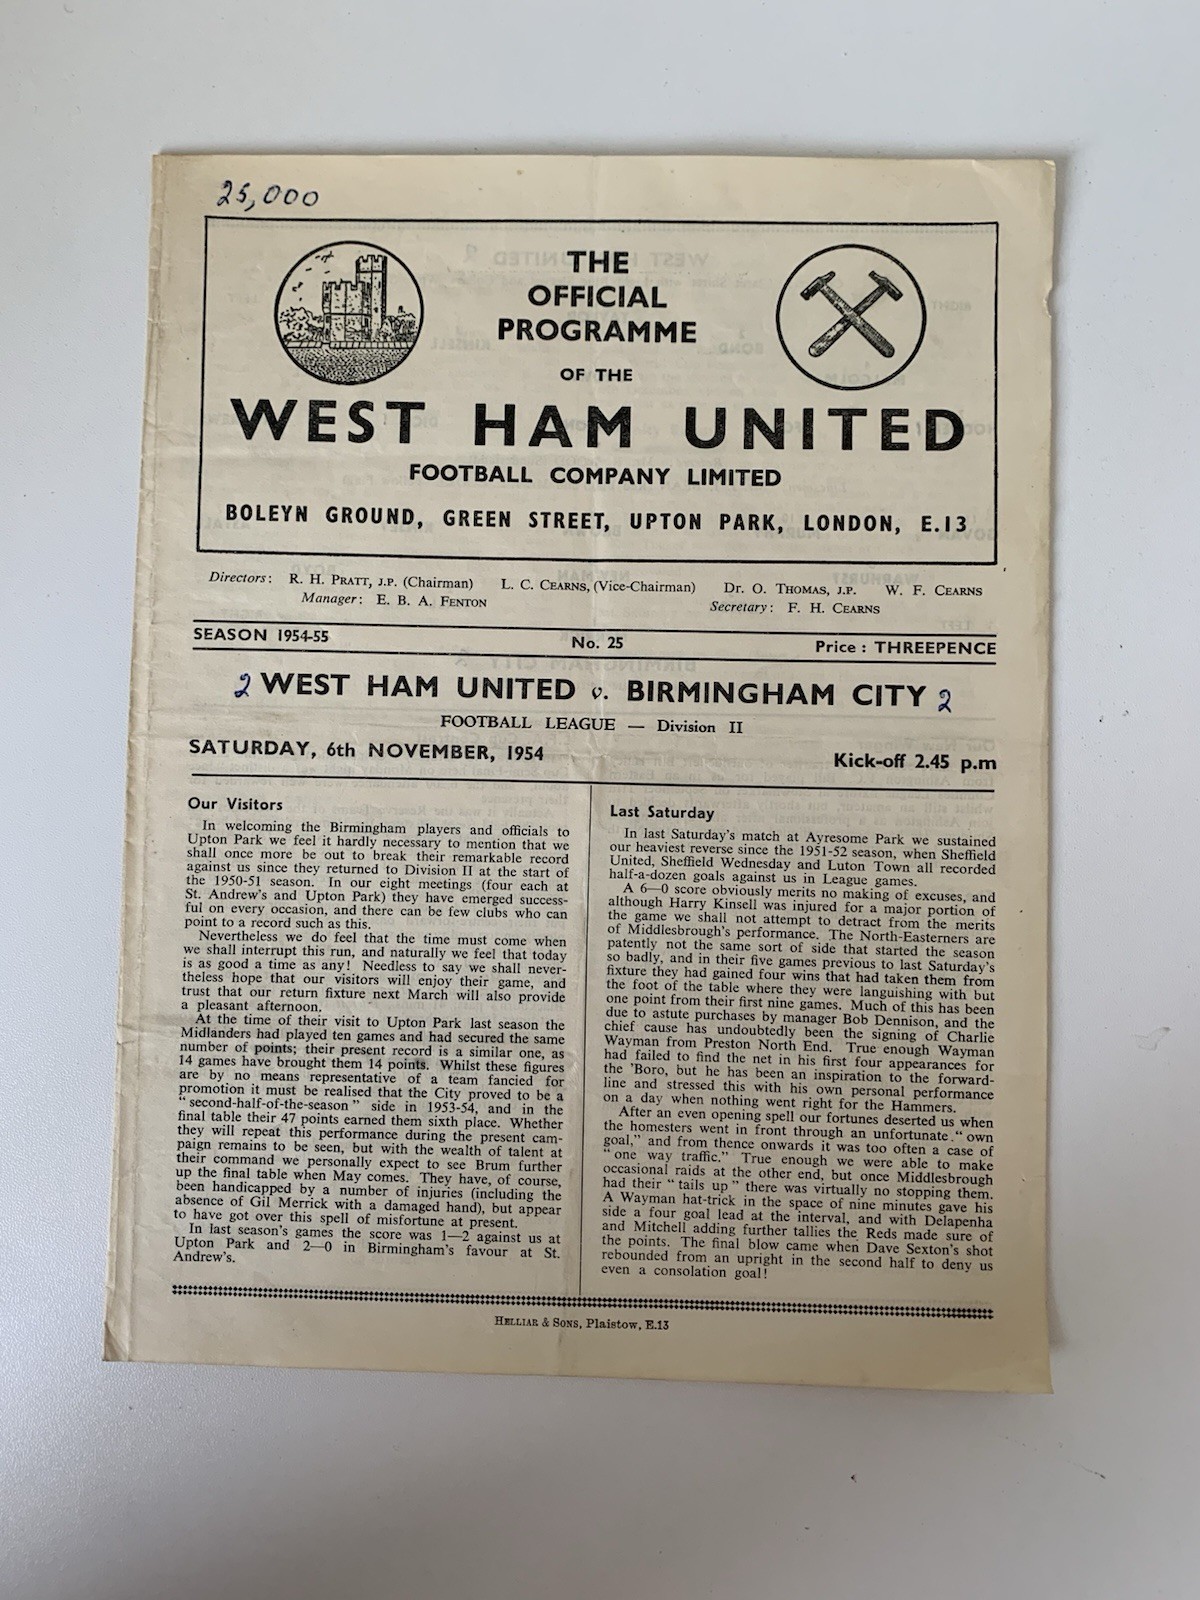 25,000
THE
OFFICIAL
PROGRAMME
OF THE
WEST HAM UNITED
FOOTBALL COMPANY LIMITED
BOLEYN GROUND, GREEN STREET, UPTON PARK, LONDON, E.13
Directors: R. H. PRATT, J.P. (Chairman) L. C. CEARNS, (Vice-Chairman) Dr. O. THOMAS, J.P. W. F. CEARNS
Manager: E. B. A. FENTON Secretary: F. H. CEARNS
SEASON 1954-55 No. 25 Price : THREEPENCE
2 WEST HAM UNITED v. BIRMINGHAM CITY 2
FOOTBALL LEAGUE — Division II
SATURDAY, 6th NOVEMBER, 1954 Kick-off 2.45 p.m
Our Visitors
In welcoming the Birmingham players and officials to
Upton Park we feel it hardly necessary to mention that we
shall once more be out to break their remarkable record
against us since they returned to Division II at the start of
the 1950-51 season. In our eight meetings (four each at
St. Andrew's and Upton Park) they have emerged success-
ful on every occasion, and there can be few clubs who can
point to a record such as this.
Nevertheless we do feel that the time must come when
we shall interrupt this run, and naturally we feel that today
is as good a time as any! Needless to say we shall never-
theless hope that our visitors will enjoy their game, and
trust that our return fixture next March will also provide
a pleasant afternoon.
At the time of their visit to Upton Park last season the
Midlanders had played ten games and had secured the same
number of points; their present record is a similar one, as
14 games have brought them 14 points. Whilst these figures
are by no means representative of a team fancied for
promotion it must be realised that the City proved to be a
"second-half-of-the-season" side in 1953-54, and in the
final table their 47 points earned them sixth place. Whether
they will repeat this performance during the present cam-
paign remains to be seen, but with the wealth of talent at
their command we personally expect to see Brum further
up the final table when May comes. They have, of course,
been handicapped by a number of injuries (including the
absence of Gil Merrick with a damaged hand), but appear
to have got over this spell of misfortune at present.
In last season's games the score was 1—2 against us at
Upton Park and 2—0 in Birmingham's favour at St.
Andrew's.
Last Saturday
In last Saturday's match at Ayresome Park we sustained
our heaviest reverse since the 1951-52 season, when Sheffield
United, Sheffield Wednesday and Luton Town all recorded
half-a-dozen goals against us in League games.
A 6—0 score obviously merits no making of excuses, and
although Harry Kinsell was injured for a major portion of
the game we shall not attempt to detract from the merits
of Middlesbrough's performance. The North-Easterners are
patently not the same sort of side that started the season
so badly, and in their five games previous to last Saturday's
fixture they had gained four wins that had taken them from
the foot of the table where they were languishing with but
one point from their first nine games. Much of this has been
due to astute purchases by manager Bob Dennison, and the
chief cause has undoubtedly been the signing of Charlie
Wayman from Preston North End. True enough Wayman
had failed to find the net in his first four appearances for
the 'Boro, but he has been an inspiration to the forward-
line and stressed this with his own personal performance
on a day when nothing went right for the Hammers.
After an even opening spell our fortunes deserted us when
the homesters went in front through an unfortunate "own
goal," and from thence onwards it was too often a case of
"one way traffic." True enough we were able to make
occasional raids at the other end, but once Middlesbrough
had their "tails up" there was virtually no stopping them.
A Wayman hat-trick in the space of nine minutes gave his
side a four goal lead at the interval, and with Delapenha
and Mitchell adding further tallies the Reds made sure of
the points. The final blow came when Dave Sexton's shot
rebounded from an upright in the second half to deny us
even a consolation goal!
HELLIAR & SONS, Plaistow, E.13